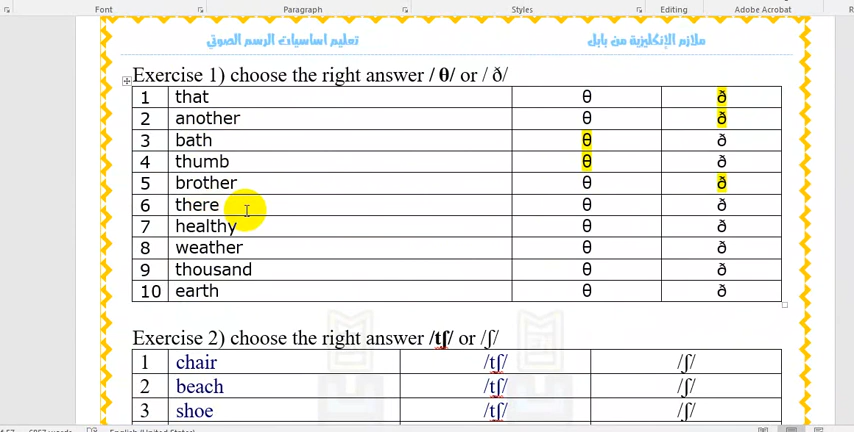 Font Paragraph Styles Editing Adobe Acrobat
تعليم اساسيات الرسم الصوتي ملازم الإنكليزية من بابل
Exercise 1) choose the right answer / θ/ or / ð/
1 that θ ð
2 another θ ð
3 bath θ ð
4 thumb θ ð
5 brother θ ð
6 there θ ð
7 healthy θ ð
8 weather θ ð
9 thousand θ ð
10 earth θ ð
Exercise 2) choose the right answer /tʃ/ or /ʃ/
1 chair /tʃ/ /ʃ/
2 beach /tʃ/ /ʃ/
3 shoe /tʃ/ /ʃ/